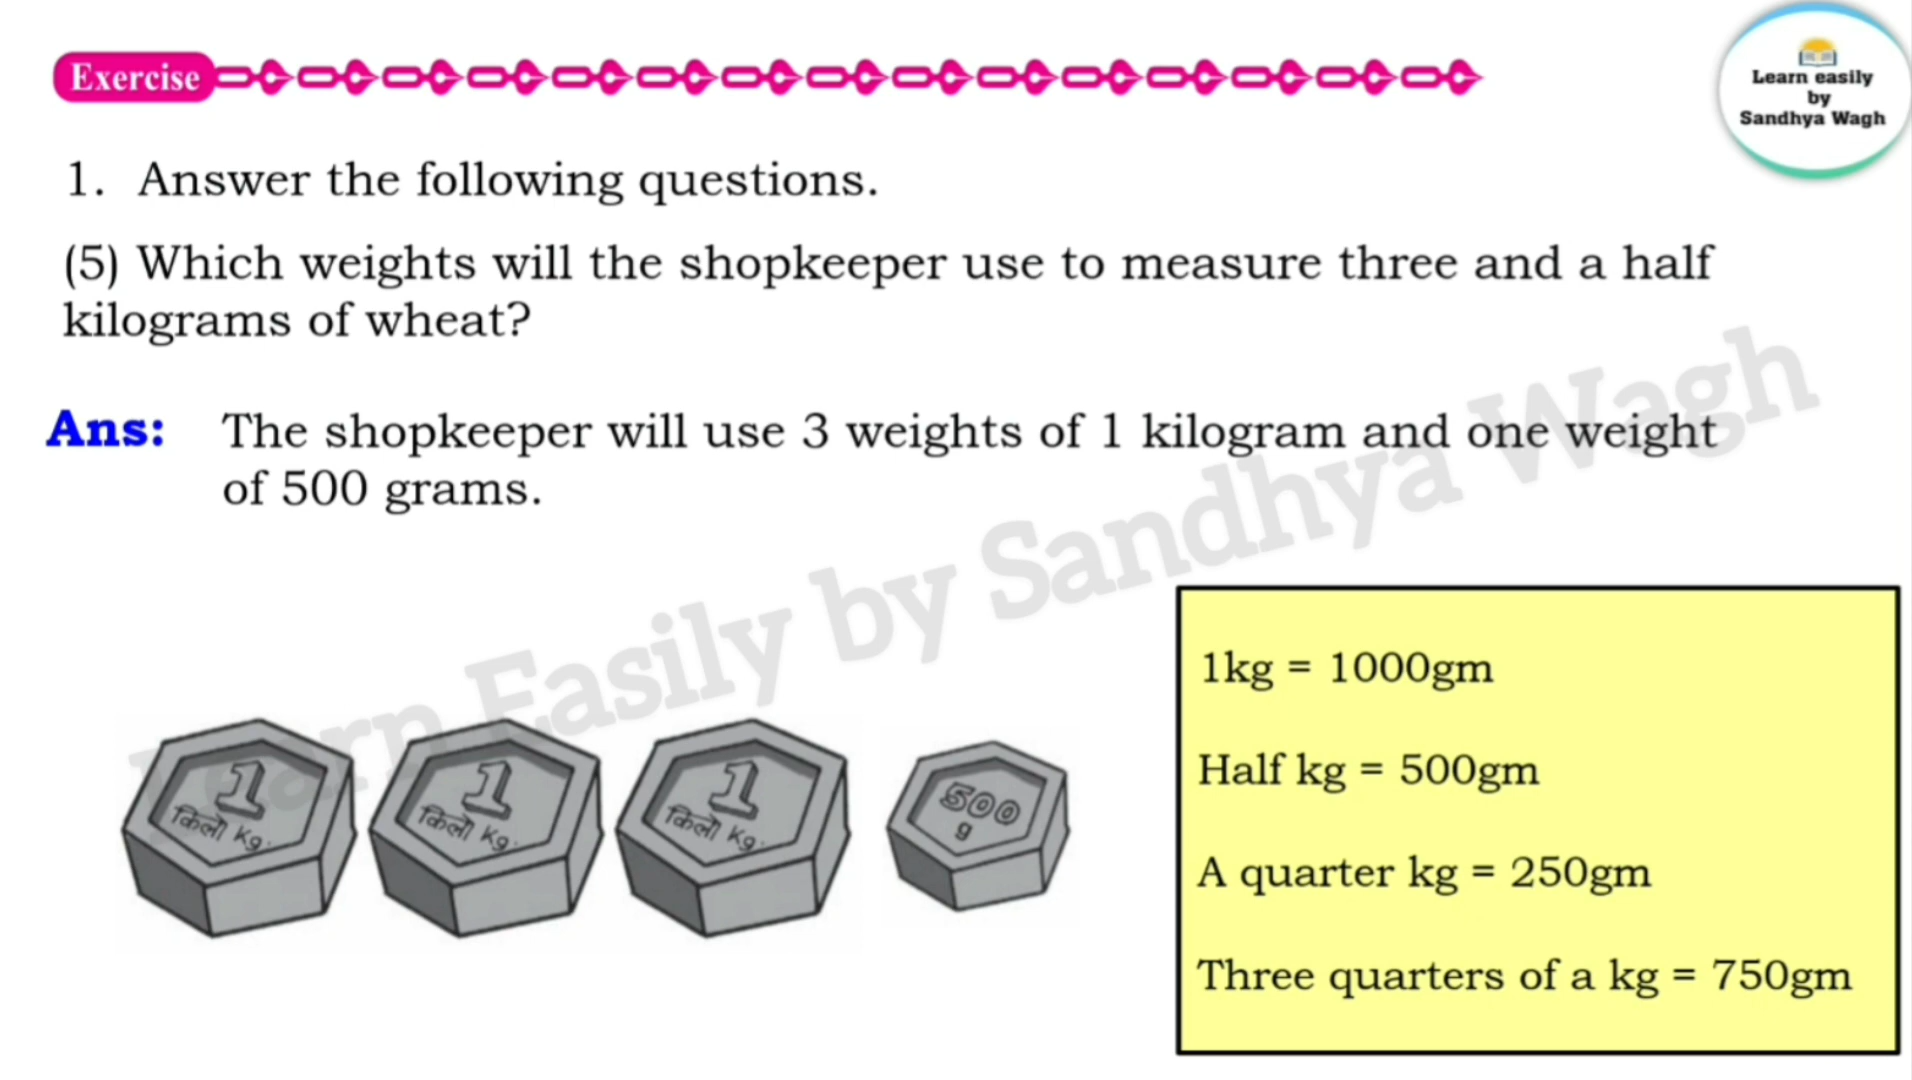 Exercise
Learn easily
by
Sandhya Wagh
1. Answer the following questions.
(5) Which weights will the shopkeeper use to measure three and a half
kilograms of wheat?
Ans: The shopkeeper will use 3 weights of 1 kilogram and one weight
of 500 grams.
Learn Easily by Sandhya Wagh
1
किलो Kg.
1
किलो Kg.
1
किलो Kg.
500
g
1kg = 1000gm
Half kg = 500gm
A quarter kg = 250gm
Three quarters of a kg = 750gm